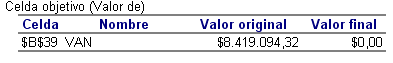 Celda objetivo (Valor de)
Celda Nombre Valor original Valor final
$B$39 VAN $8.419.094,32 $0,00